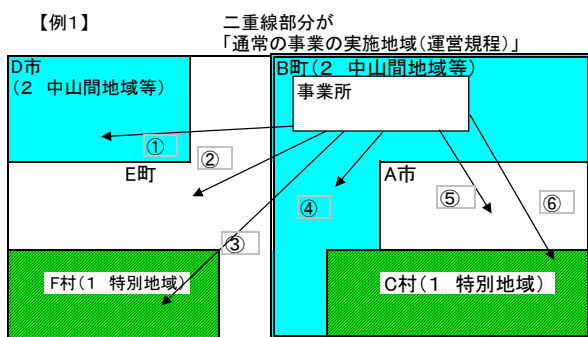 【例1】
二重線部分が
「通常の事業の実施地域(運営規程)」
D市
(2 中山間地域等)
B町(2 中山間地域等)
事業所
①
②
E町
A市
④
⑤
⑥
③
F村(1 特別地域)
C村(1 特別地域)